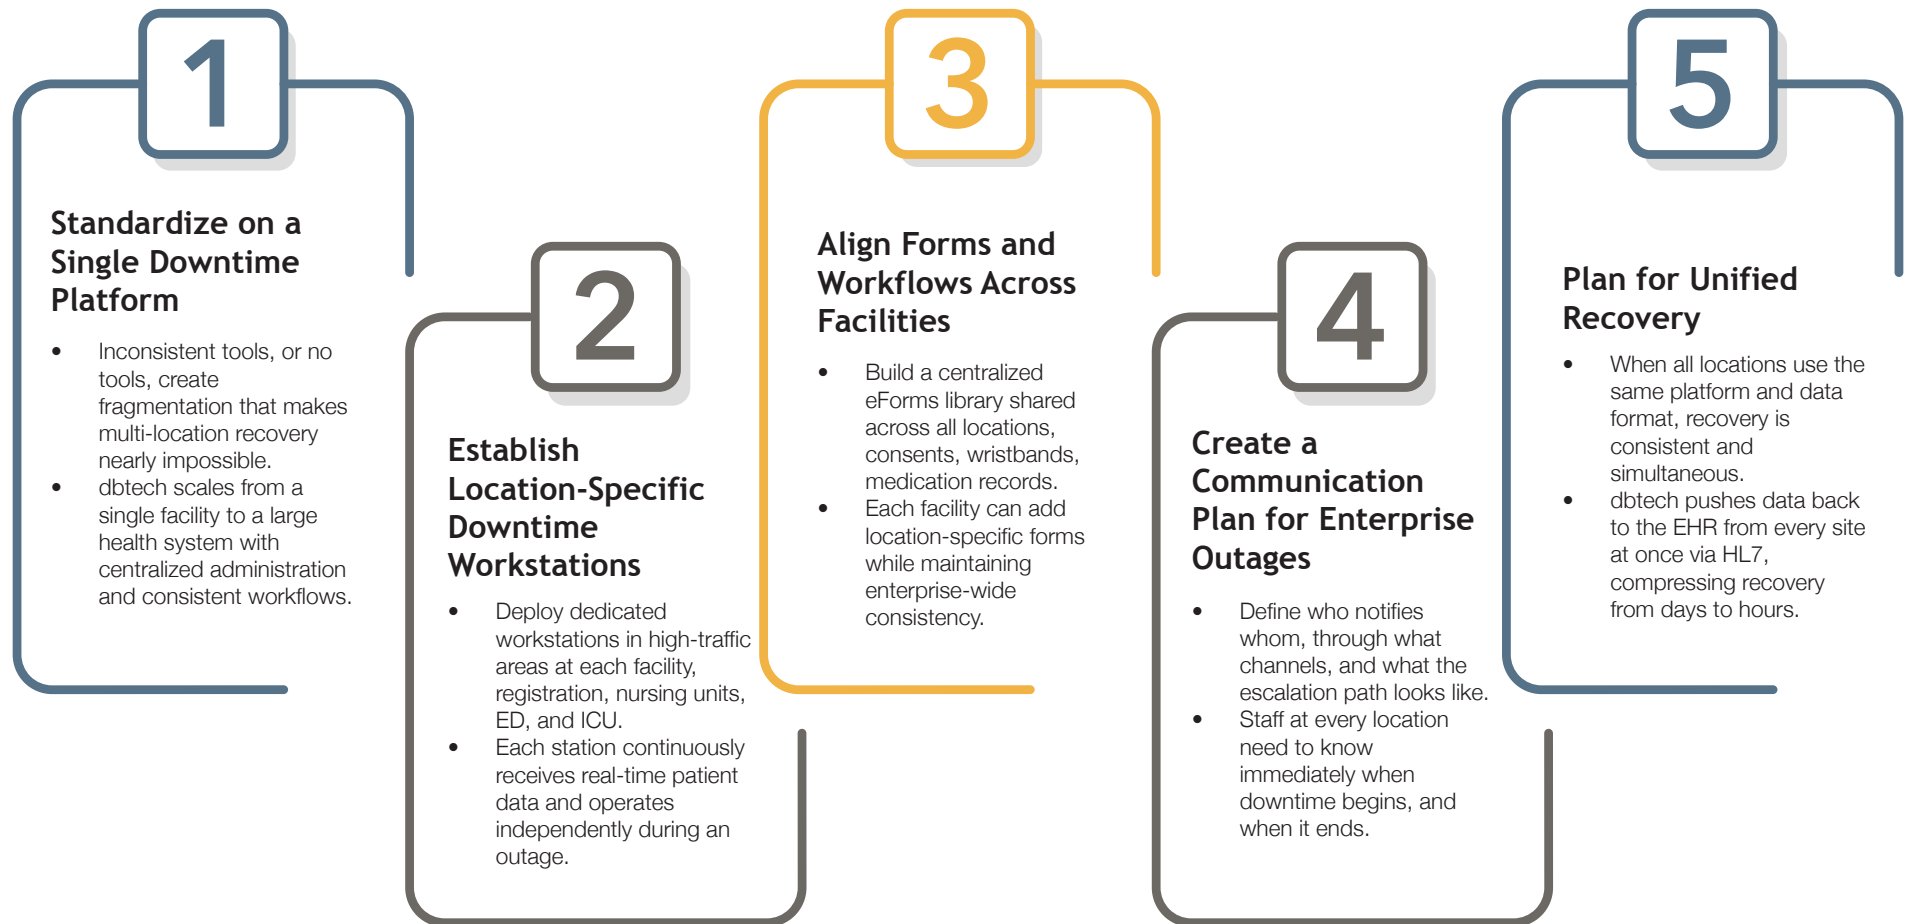 1
Standardize on a
Single Downtime
Platform
• Inconsistent tools, or no
tools, create
fragmentation that makes
multi-location recovery
nearly impossible.
• dbtech scales from a
single facility to a large
health system with
centralized administration
and consistent workflows.
2
Establish
Location-Specific
Downtime
Workstations
• Deploy dedicated
workstations in high-traffic
areas at each facility,
registration, nursing units,
ED, and ICU.
• Each station continuously
receives real-time patient
data and operates
independently during an
outage.
3
Align Forms and
Workflows Across
Facilities
• Build a centralized
eForms library shared
across all locations,
consents, wristbands,
medication records.
• Each facility can add
location-specific forms
while maintaining
enterprise-wide
consistency.
4
Create a
Communication
Plan for Enterprise
Outages
• Define who notifies
whom, through what
channels, and what the
escalation path looks like.
• Staff at every location
need to know
immediately when
downtime begins, and
when it ends.
5
Plan for Unified
Recovery
• When all locations use the
same platform and data
format, recovery is
consistent and
simultaneous.
• dbtech pushes data back
to the EHR from every site
at once via HL7,
compressing recovery
from days to hours.